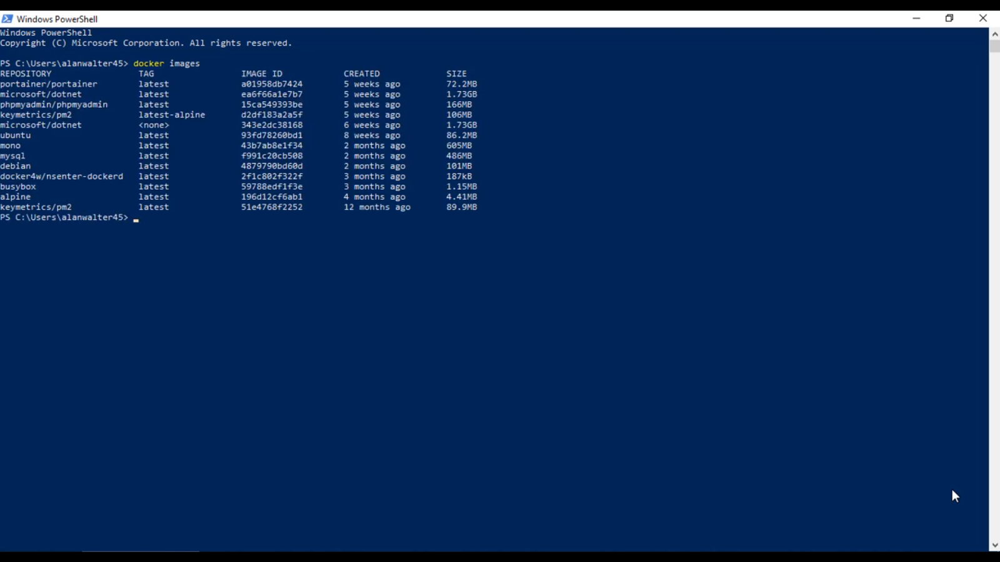 Windows PowerShell
Windows PowerShell
Copyright (C) Microsoft Corporation. All rights reserved.
PS C:\Users\alanwalter45> docker images
REPOSITORY TAG IMAGE ID CREATED SIZE
portainer/portainer latest a01958db7424 5 weeks ago 72.2MB
microsoft/dotnet latest ea6f66a1e7b7 5 weeks ago 1.73GB
phpmyadmin/phpmyadmin latest 15ca549393be 5 weeks ago 166MB
keymetrics/pm2 latest-alpine d2df183a2a5f 5 weeks ago 106MB
microsoft/dotnet <none> 343e2dc38168 6 weeks ago 1.73GB
ubuntu latest 93fd78260bd1 8 weeks ago 86.2MB
mono latest 43b7ab8e1f34 2 months ago 605MB
mysql latest f991c20cb508 2 months ago 486MB
debian latest 4879790bd60d 2 months ago 101MB
docker4w/nsenter-dockerd latest 2f1c802f322f 3 months ago 187kB
busybox latest 59788edf1f3e 3 months ago 1.15MB
alpine latest 196d12cf6ab1 4 months ago 4.41MB
keymetrics/pm2 latest 51e4768f2252 12 months ago 89.9MB
PS C:\Users\alanwalter45>